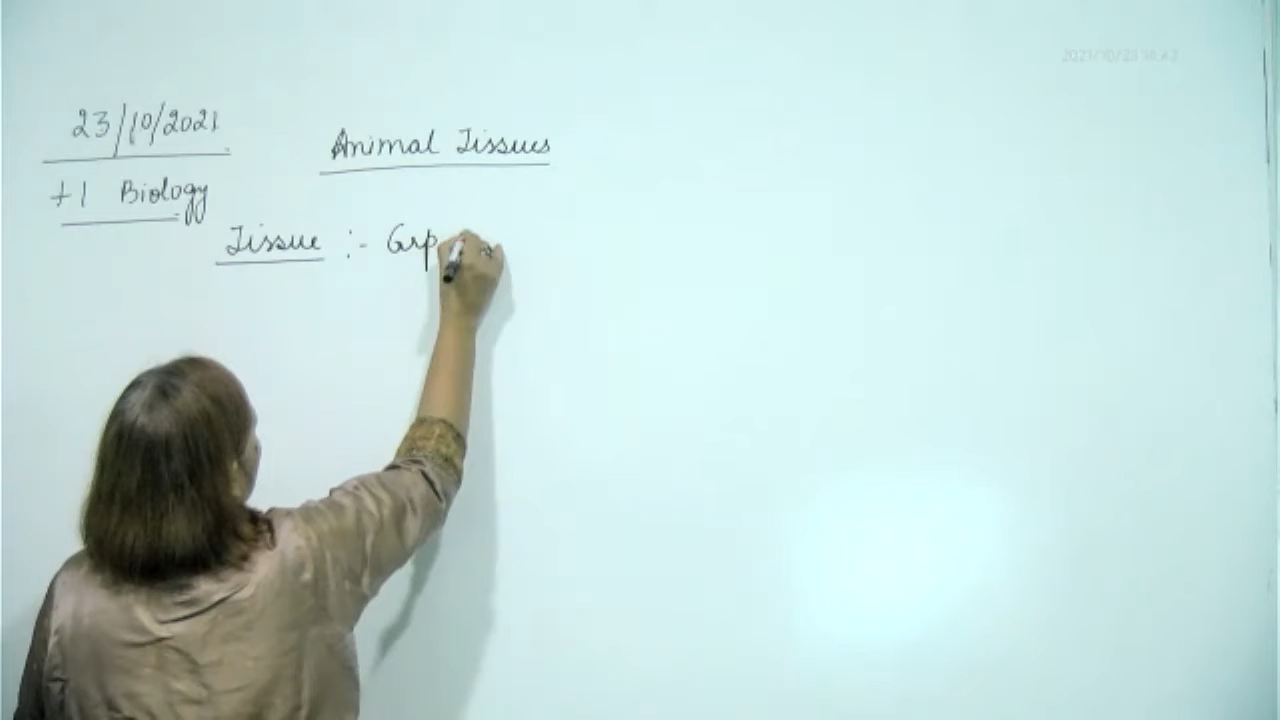 23/10/2021
Animal Tissues
+1 Biology
Tissue :- Grp